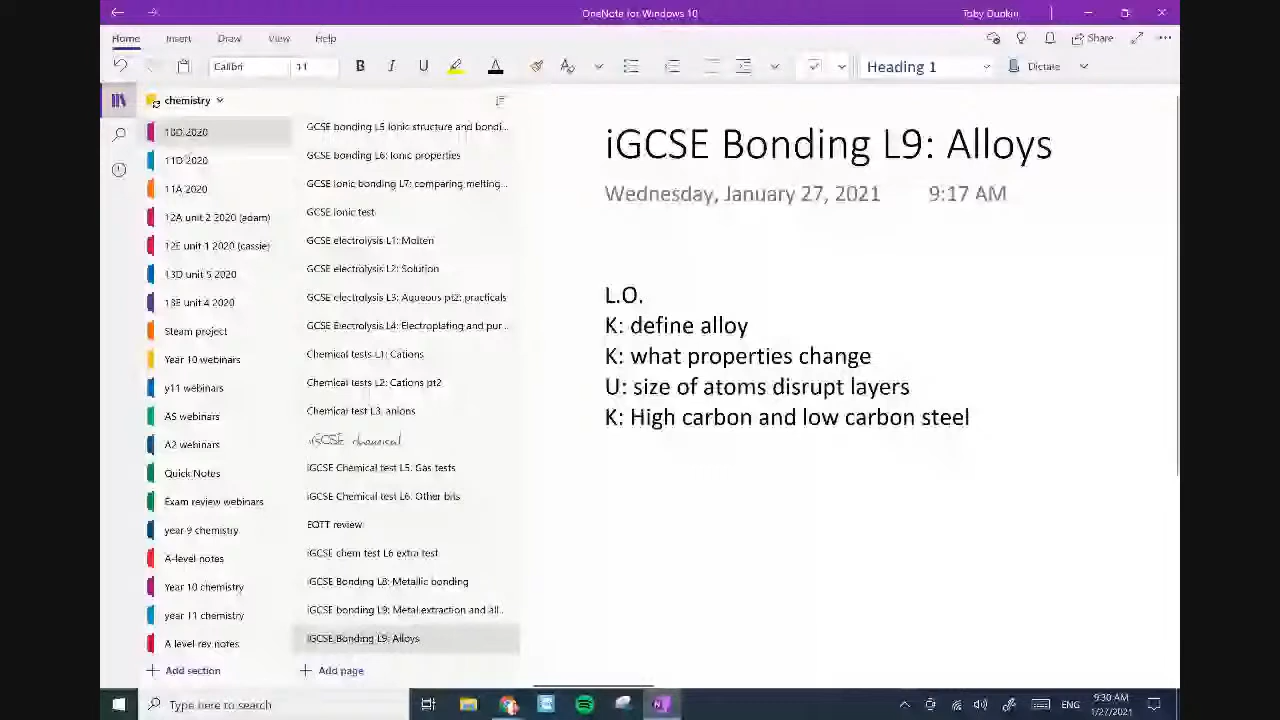 OneNote for Windows 10
Toby Duokin
Home
Insert
Draw
View
Help
Share
Calibri
11
B
I
U
A
Heading 1
Dictate
chemistry
10D 2020
11D 2020
11A 2020
12A unit 2 2020 (adam)
12E unit 1 2020 (cassie)
13D unit 5 2020
13E unit 4 2020
Steam project
Year 10 webinars
y11 webinars
AS webinars
A2 webinars
Quick Notes
Exam review webinars
year 9 chemistry
A-level notes
Year 10 chemistry
year 11 chemistry
A level rev notes
Add section
GCSE bonding L5 Ionic structure and bondi...
GCSE bonding L6: Ionic properties
GCSE Ionic bonding L7: comparing melting...
GCSE ionic test
GCSE electrolysis L1: Molten
GCSE electrolysis L2: Solution
GCSE electrolysis L3: Aqueous pt2: practicals
GCSE Electrolysis L4: Electroplating and pur...
Chemical tests L1: Cations
Chemical tests L2: Cations pt2
Chemical test L3: anions
iGCSE chemical
iGCSE Chemical test L5: Gas tests
iGCSE Chemical test L6: Other bits
EOTT review
iGCSE chem test L6 extra test
iGCSE Bonding L8: Metallic bonding
iGCSE bonding L9: Metal extraction and all...
iGCSE Bonding L9: Alloys
Add page
iGCSE Bonding L9: Alloys
Wednesday, January 27, 2021 9:17 AM
L.O.
K: define alloy
K: what properties change
U: size of atoms disrupt layers
K: High carbon and low carbon steel
Type here to search
ENG
9:30 AM
1/27/2021